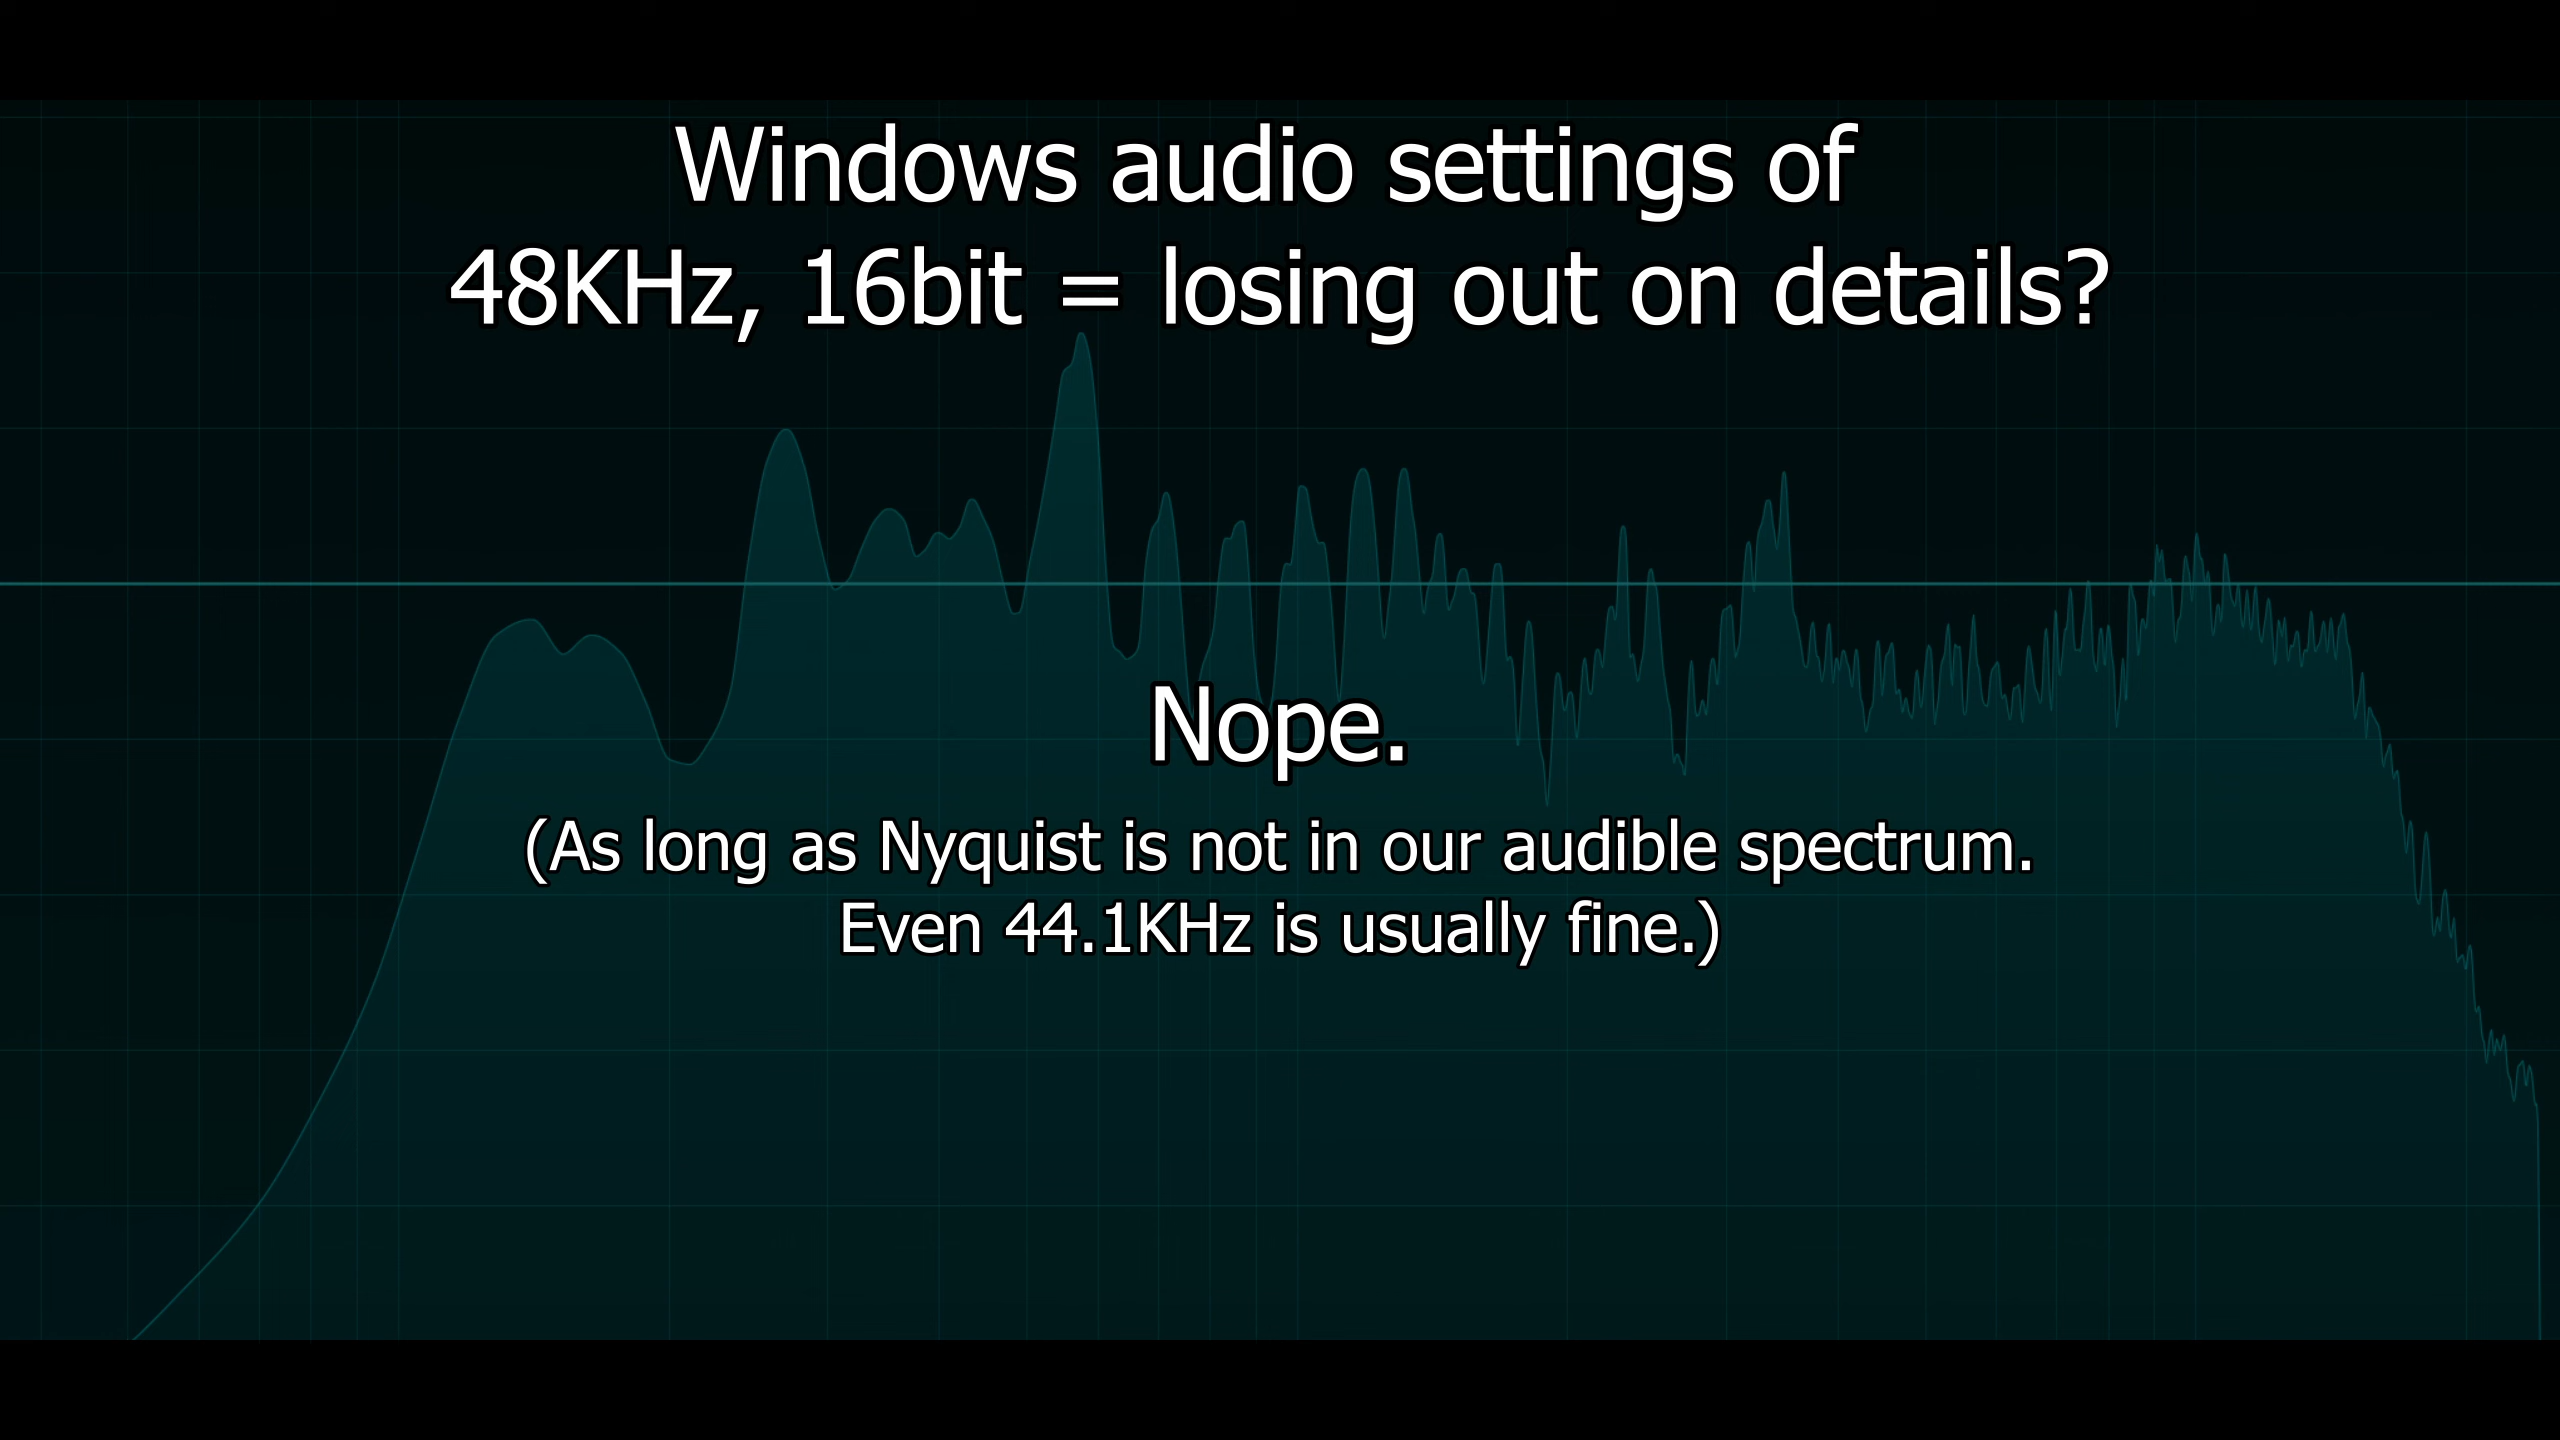 Windows audio settings of
48KHz, 16bit = losing out on details?
Nope.
(As long as Nyquist is not in our audible spectrum.
Even 44.1KHz is usually fine.)